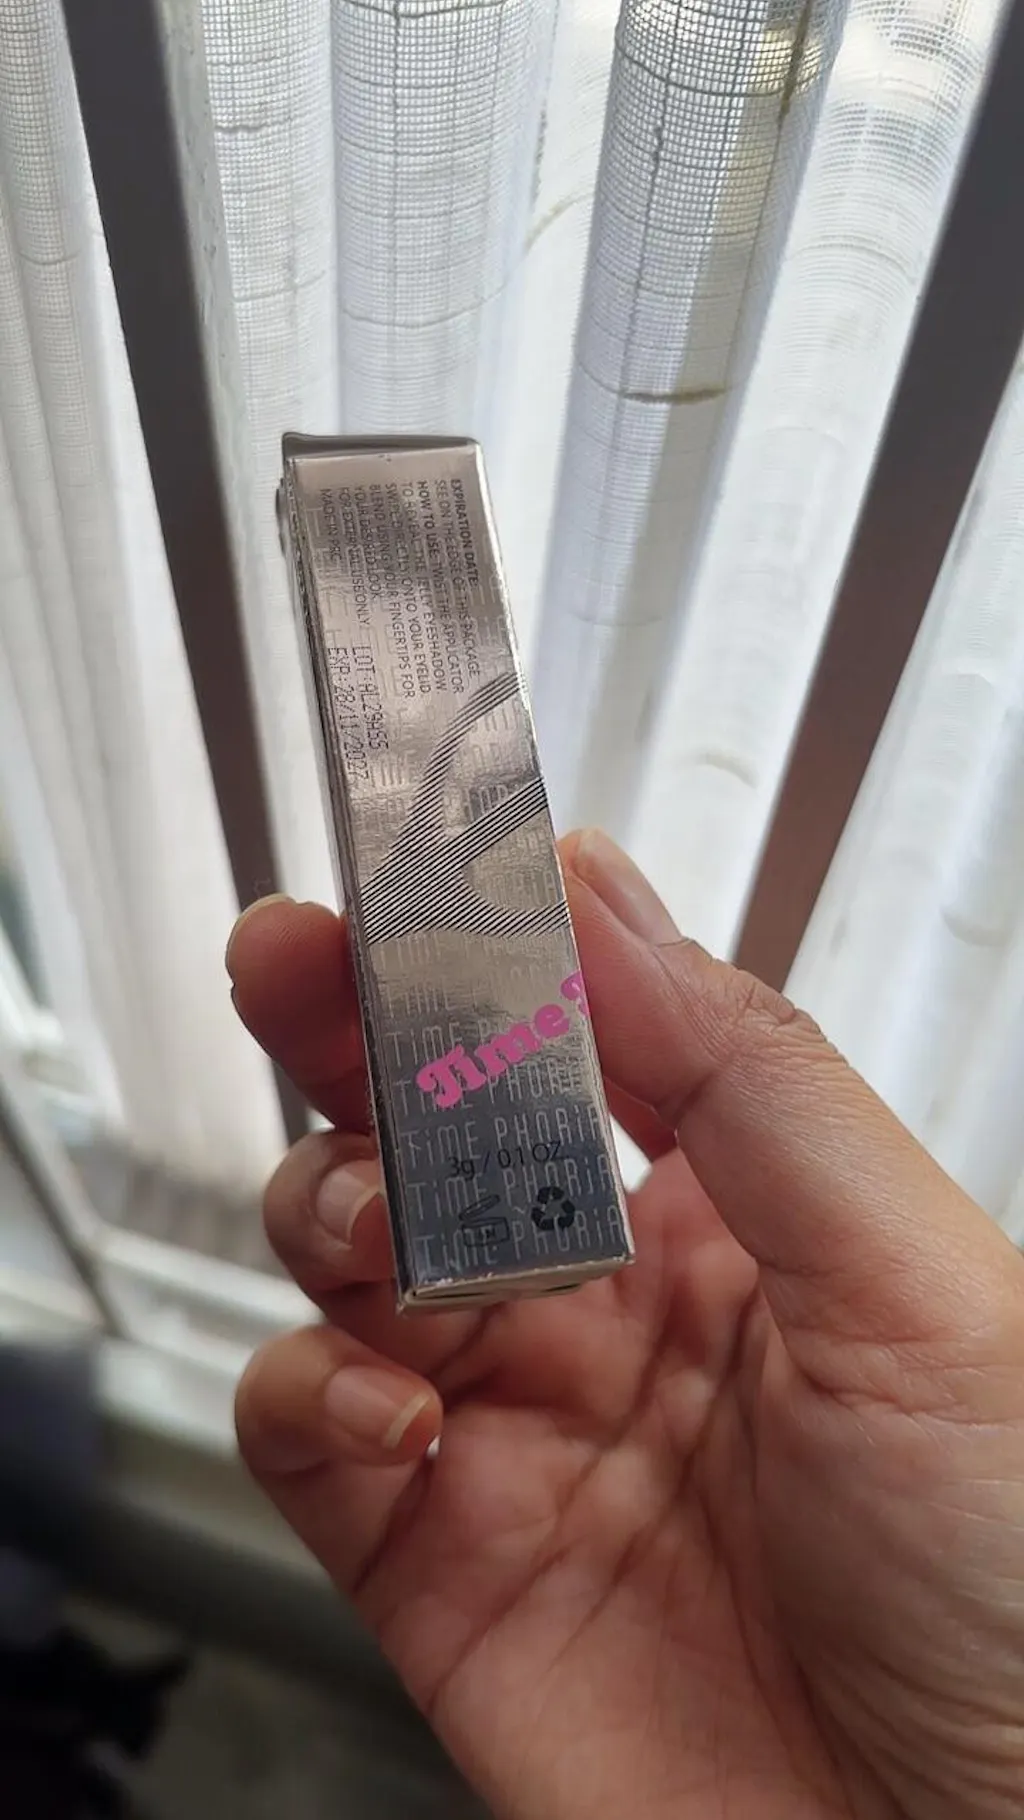 EXPIRATION DATE:
SEE ON THE EDGE OF THIS PACKAGE
HOW TO USE: TWIST THE APPLICATOR
TO REVEAL THE JELLY EYESHADOW
SWIPE DIRECTLY ONTO YOUR EYELID
BLEND USING YOUR FINGERTIPS FOR
YOUR DESIRED LOOK
FOR EXTERNAL USE ONLY
MADE IN PRC
LOT: AL29A55
EXP: 28/11/2027
Time
TiME PHORiA
TiME PHORiA
TiME PHORiA
3g / 0.1 OZ
TiME PHORiA
TiME PHORiA